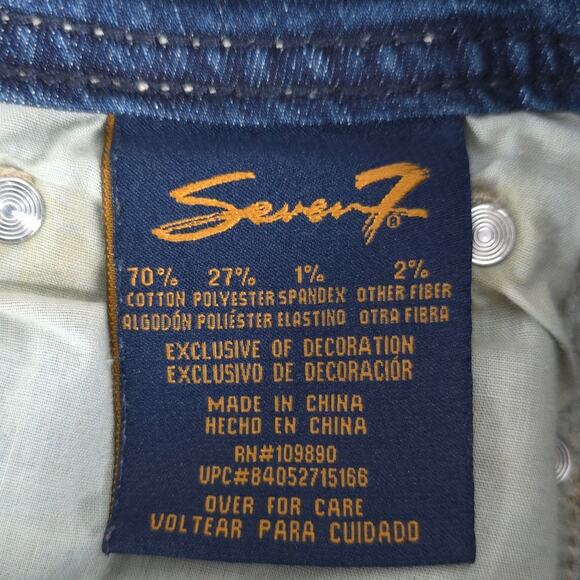 Seven7®
70% 27% 1% 2%
COTTON POLYESTER SPANDEX OTHER FIBER
ALGODÓN POLIÉSTER ELASTINO OTRA FIBRA
EXCLUSIVE OF DECORATION
EXCLUSIVO DE DECORACIÓR
MADE IN CHINA
HECHO EN CHINA
RN#109890
UPC#84052715166
OVER FOR CARE
VOLTEAR PARA CUIDADO